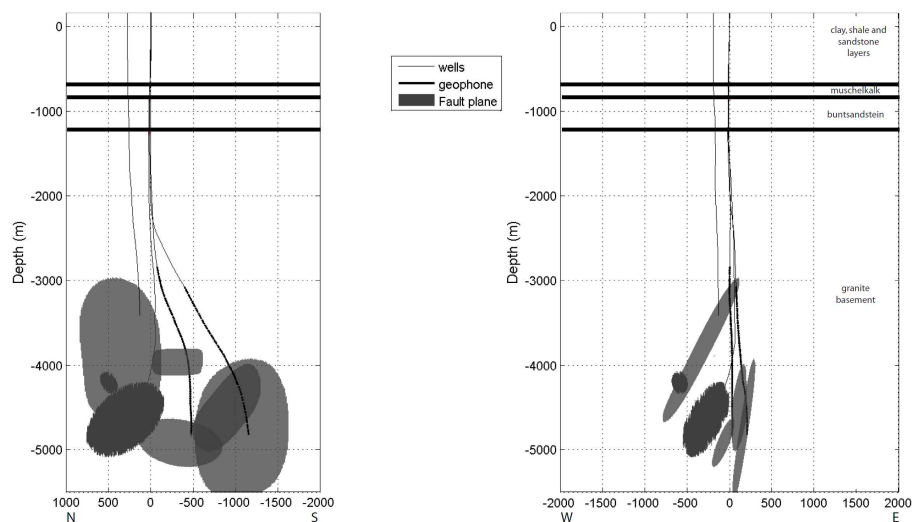 0
-1000
-2000
-3000
-4000
-5000
Depth (m)
1000 500 0 -500 -1000 -1500 -2000
N S
wells
geophone
Fault plane
0
-1000
-2000
-3000
-4000
-5000
Depth (m)
-2000 -1500 -1000 -500 0 500 1000 1500 2000
W E
clay, shale and
sandstone
layers
muschelkalk
buntsandstein
granite
basement